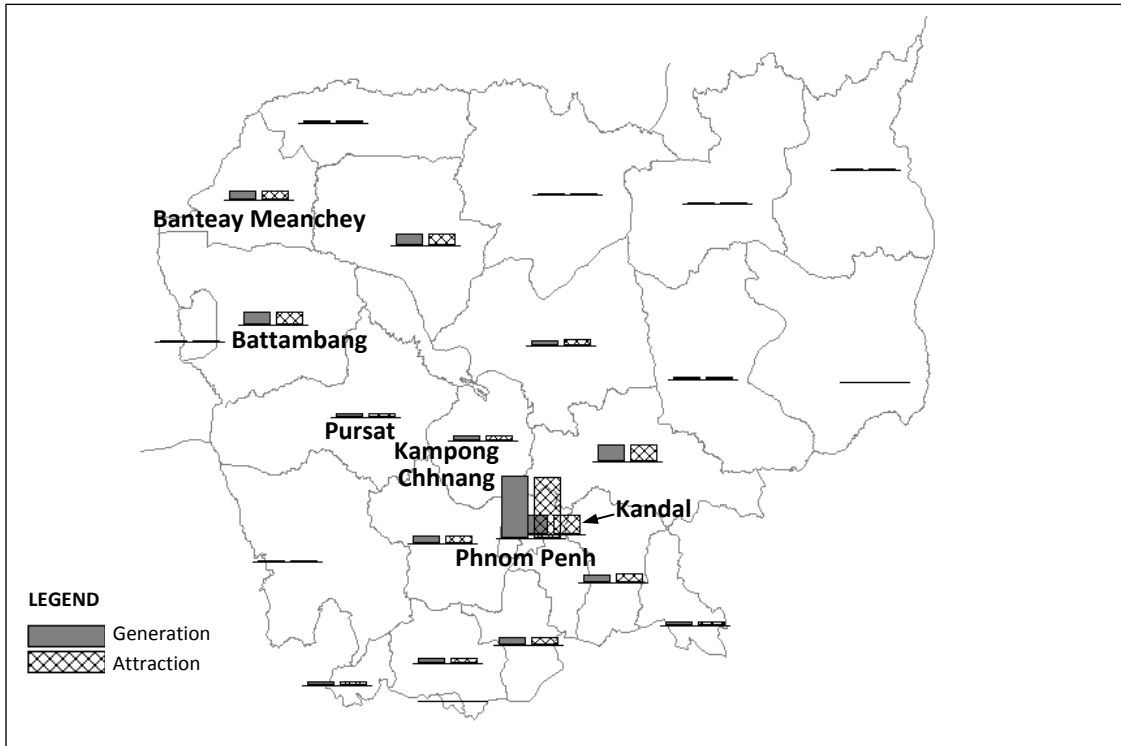 Banteay Meanchey
Battambang
Pursat
Kampong
Chhnang
Kandal
Phnom Penh
LEGEND
Generation
Attraction